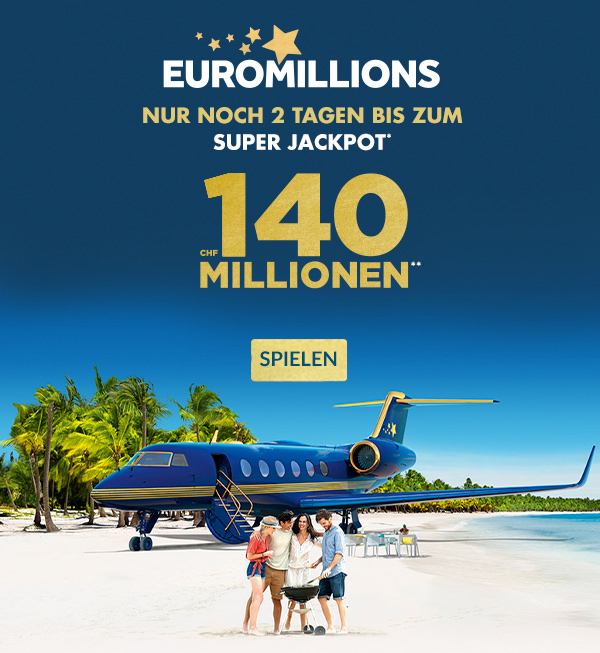 EUROMILLIONS
NUR NOCH 2 TAGEN BIS ZUM
SUPER JACKPOT*
CHF 140
MILLIONEN**
SPIELEN